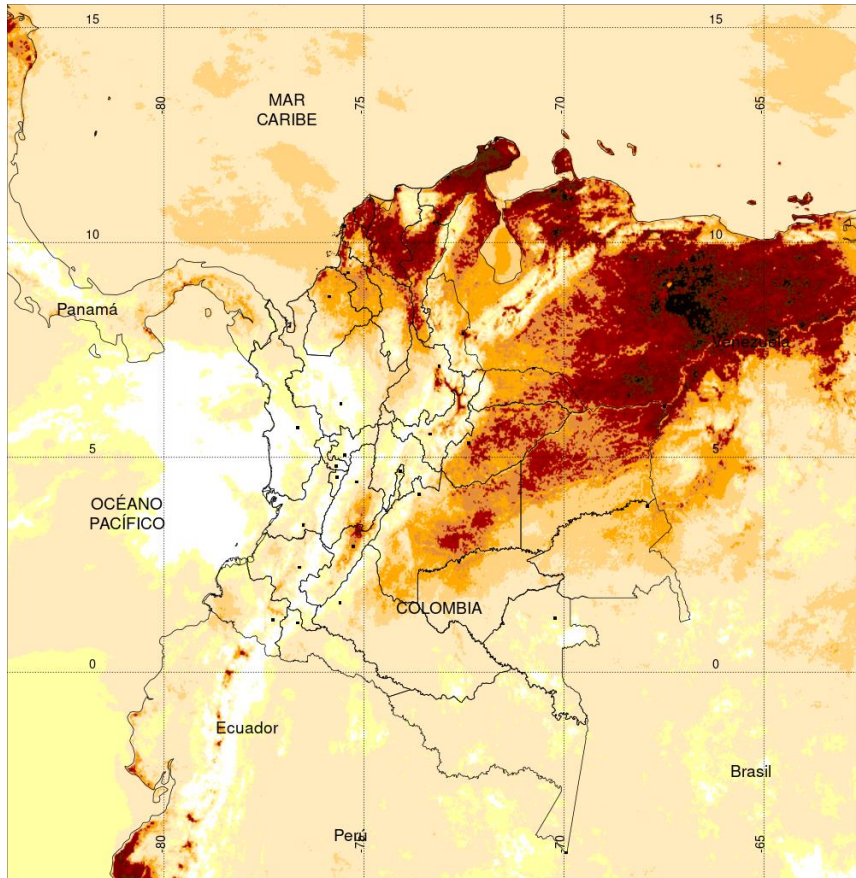 15
15
-80
-75
-70
-65
MAR
CARIBE
10
10
Panamá
Venezuela
5
5
OCÉANO
PACÍFICO
COLOMBIA
0
0
Ecuador
Brasil
Perú
-80
-75
-70
-65